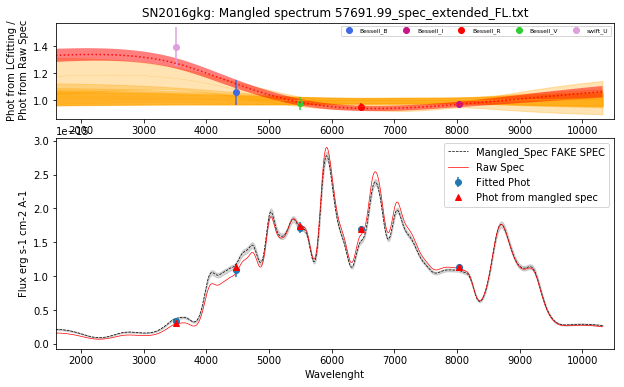 SN2016gkg: Mangled spectrum 57691.99_spec_extended_FL.txt
Phot from LCfitting /
Phot from Raw Spec
1.4
1.2
1.0
Bessell_B
Bessell_I
Bessell_R
Bessell_V
swift_U
2000 3000 4000 5000 6000 7000 8000 9000 10000
Flux erg s-1 cm-2 A-1
3.0
2.5
2.0
1.5
1.0
0.5
0.0
Mangled_Spec FAKE SPEC
Raw Spec
Fitted Phot
Phot from mangled spec
2000 3000 4000 5000 6000 7000 8000 9000 10000
Wavelenght